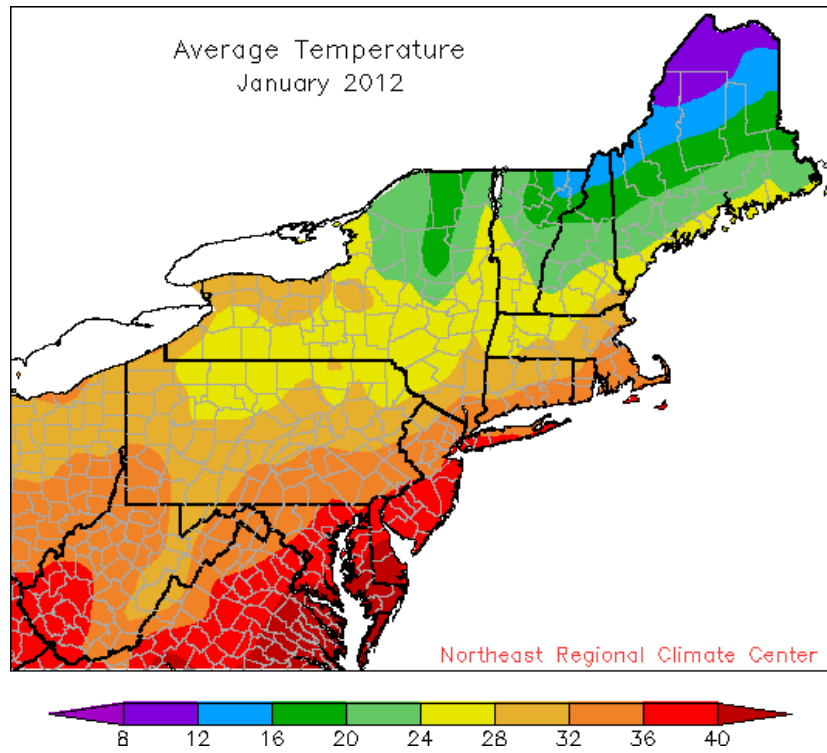 Average Temperature
January 2012
Northeast Regional Climate Center
8 12 16 20 24 28 32 36 40